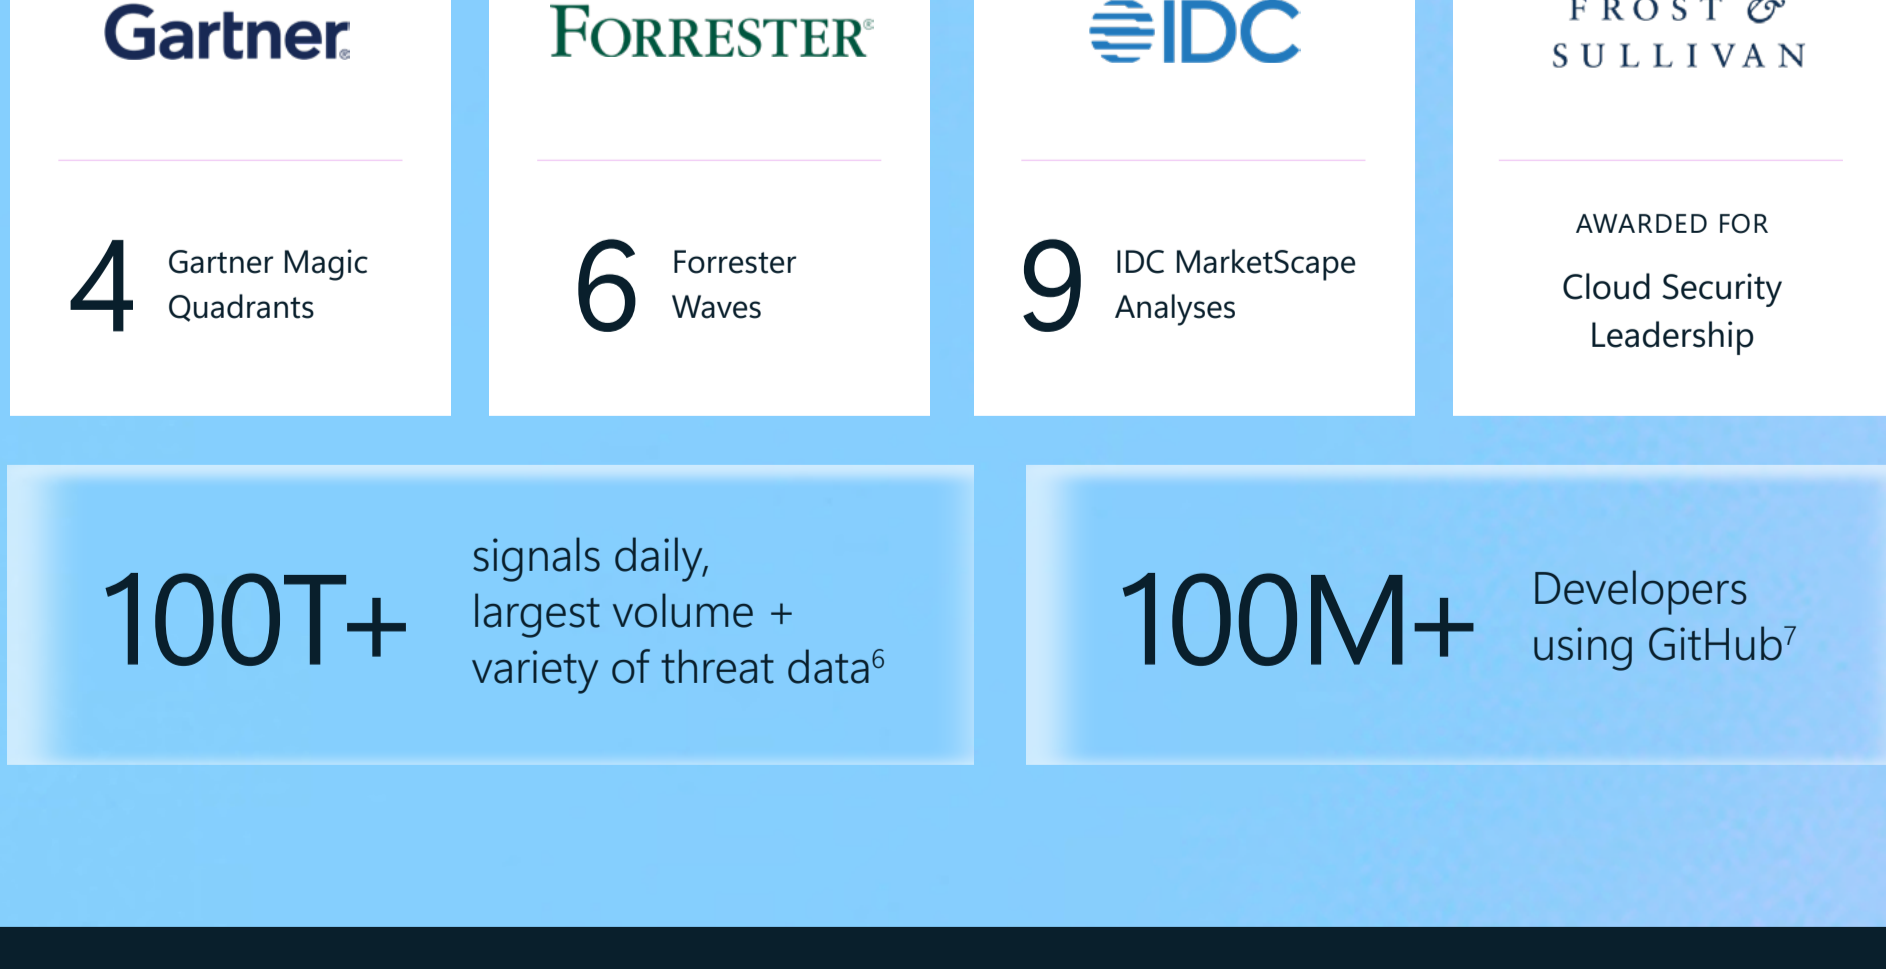 Gartner®
FORRESTER®
IDC
FROST &
SULLIVAN
4
Gartner Magic
Quadrants
6
Forrester
Waves
9
IDC MarketScape
Analyses
AWARDED FOR
Cloud Security
Leadership
100T+
signals daily,
largest volume +
variety of threat data⁶
100M+
Developers
using GitHub⁷